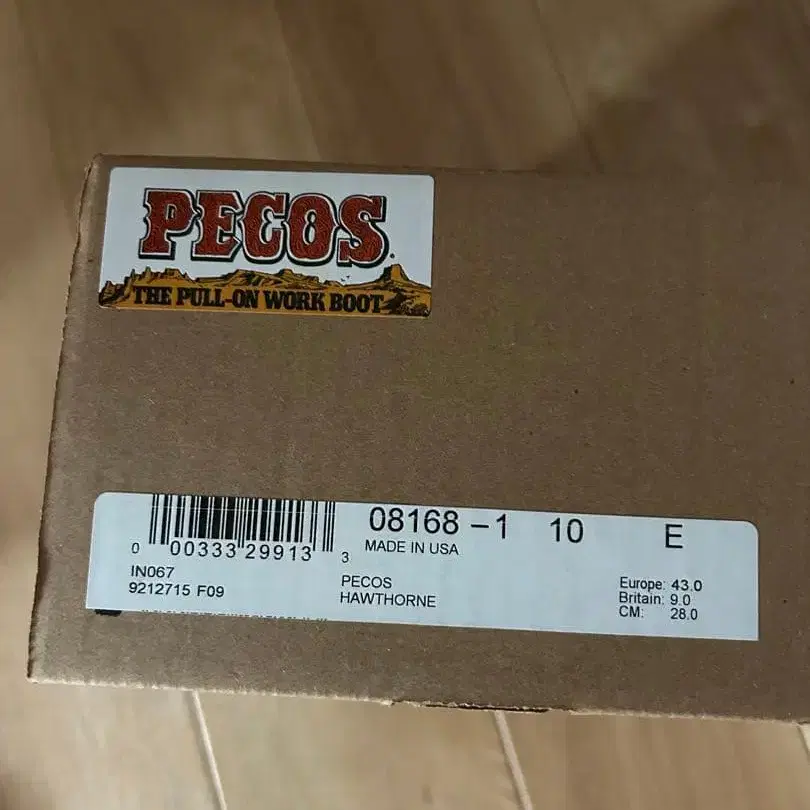 PECOS
THE PULL-ON WORK BOOT
08168 –1 10 E
MADE IN USA
0 00333 29913 3
IN067
9212715 F09
PECOS
HAWTHORNE
Europe: 43.0
Britain: 9.0
CM: 28.0